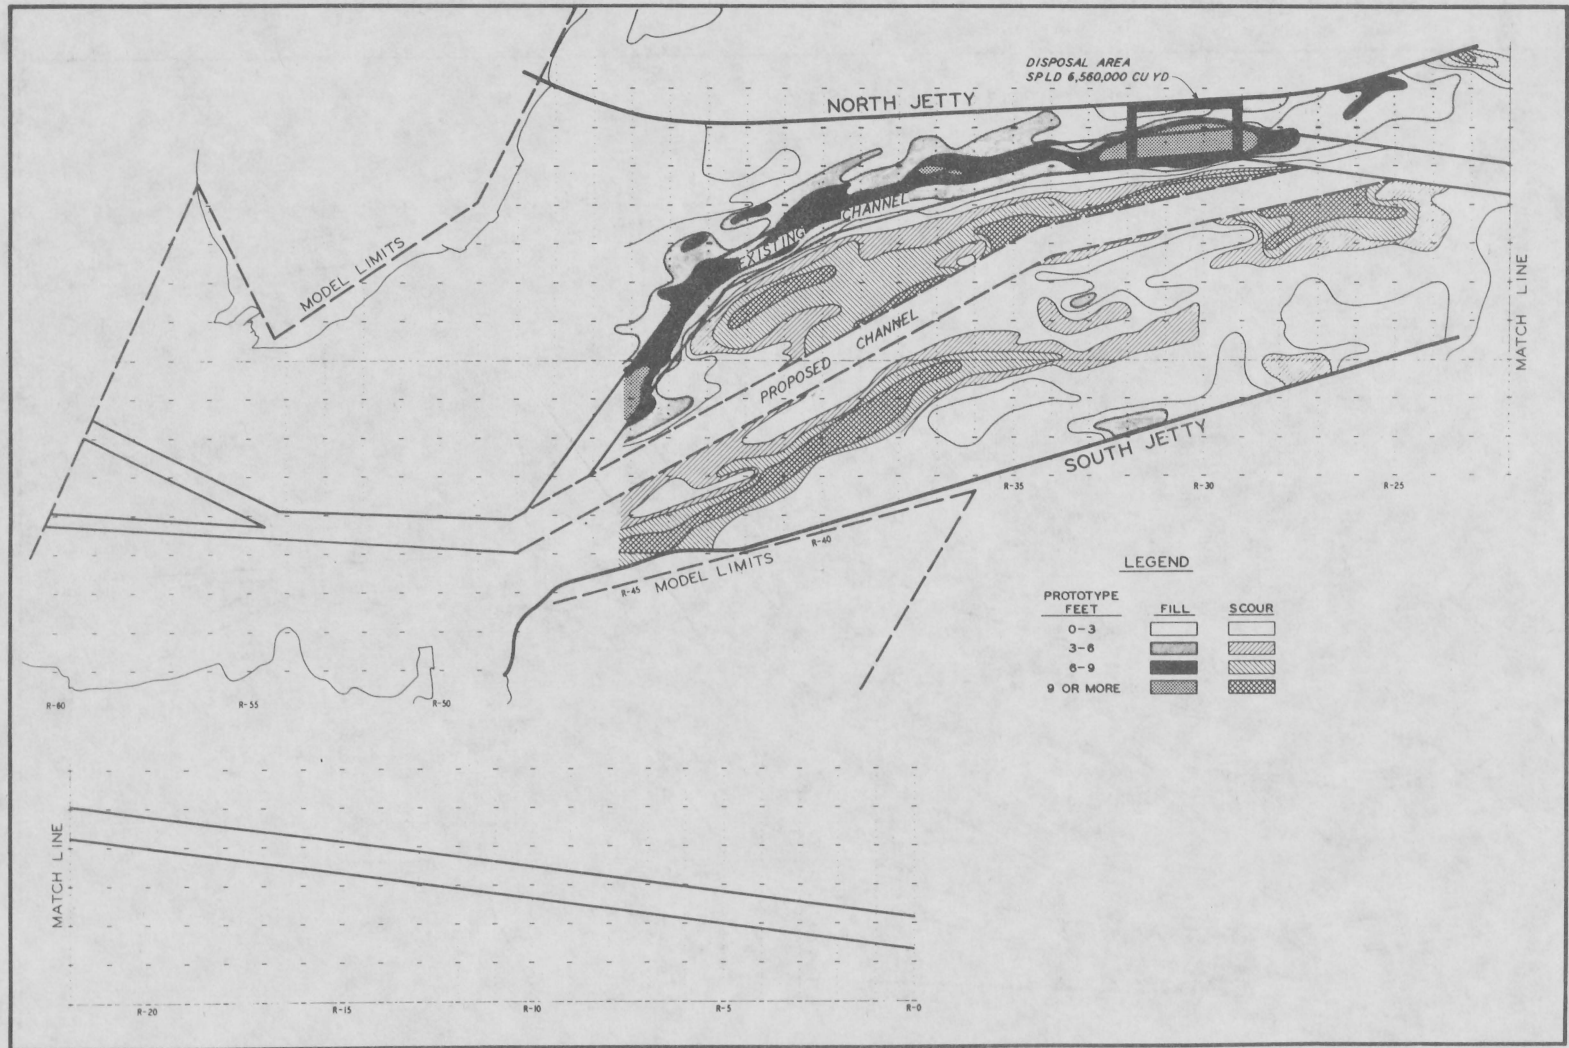 DISPOSAL AREA
SPLD 6,560,000 CU YD
NORTH JETTY
EXISTING CHANNEL
MODEL LIMITS
MATCH LINE
PROPOSED CHANNEL
SOUTH JETTY
R-35
R-30
R-25
R-40
R-45
MODEL LIMITS
R-60
R-55
R-50
LEGEND
PROTOTYPE
FEET FILL SCOUR
0-3
3-6
6-9
9 OR MORE
MATCH LINE
R-20
R-15
R-10
R-5
R-0